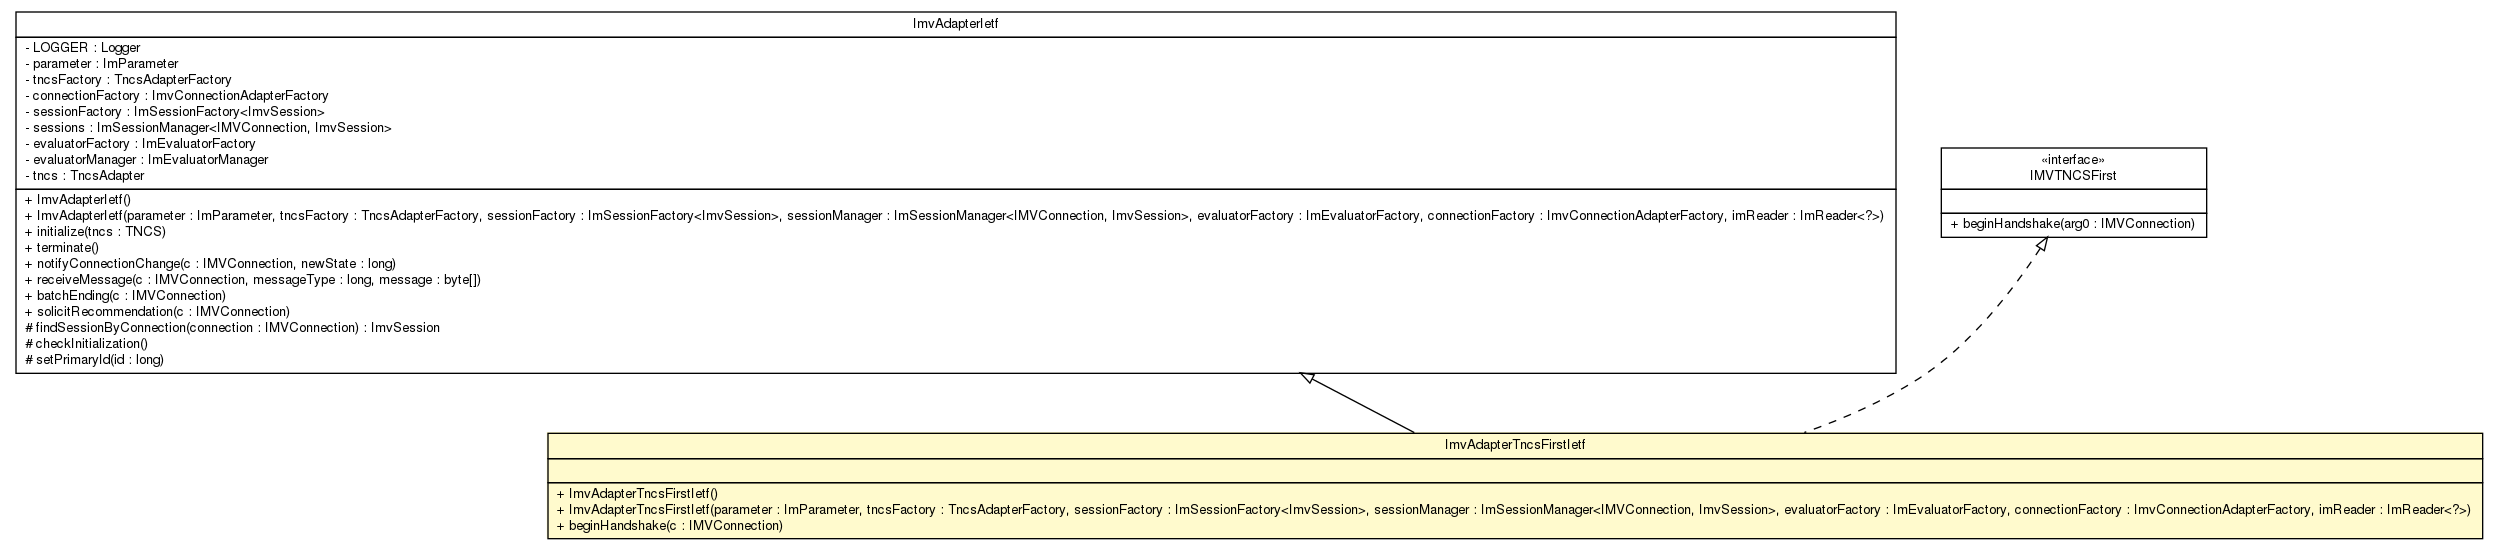 ImvAdapterIetf
- LOGGER : Logger
- parameter : ImParameter
- tncsFactory : TncsAdapterFactory
- connectionFactory : ImvConnectionAdapterFactory
- sessionFactory : ImSessionFactory<ImvSession>
- sessions : ImSessionManager<IMVConnection, ImvSession>
- evaluatorFactory : ImEvaluatorFactory
- evaluatorManager : ImEvaluatorManager
- tncs : TncsAdapter
+ ImvAdapterIetf()
+ ImvAdapterIetf(parameter : ImParameter, tncsFactory : TncsAdapterFactory, sessionFactory : ImSessionFactory<ImvSession>, sessionManager : ImSessionManager<IMVConnection, ImvSession>, evaluatorFactory : ImEvaluatorFactory, connectionFactory : ImvConnectionAdapterFactory, imReader : ImReader<?>)
+ initialize(tncs : TNCS)
+ terminate()
+ notifyConnectionChange(c : IMVConnection, newState : long)
+ receiveMessage(c : IMVConnection, messageType : long, message : byte[])
+ batchEnding(c : IMVConnection)
+ solicitRecommendation(c : IMVConnection)
# findSessionByConnection(connection : IMVConnection) : ImvSession
# checkInitialization()
# setPrimaryId(id : long)
«interface»
IMVTNCSFirst
+ beginHandshake(arg0 : IMVConnection)
ImvAdapterTncsFirstIetf
+ ImvAdapterTncsFirstIetf()
+ ImvAdapterTncsFirstIetf(parameter : ImParameter, tncsFactory : TncsAdapterFactory, sessionFactory : ImSessionFactory<ImvSession>, sessionManager : ImSessionManager<IMVConnection, ImvSession>, evaluatorFactory : ImEvaluatorFactory, connectionFactory : ImvConnectionAdapterFactory, imReader : ImReader<?>)
+ beginHandshake(c : IMVConnection)